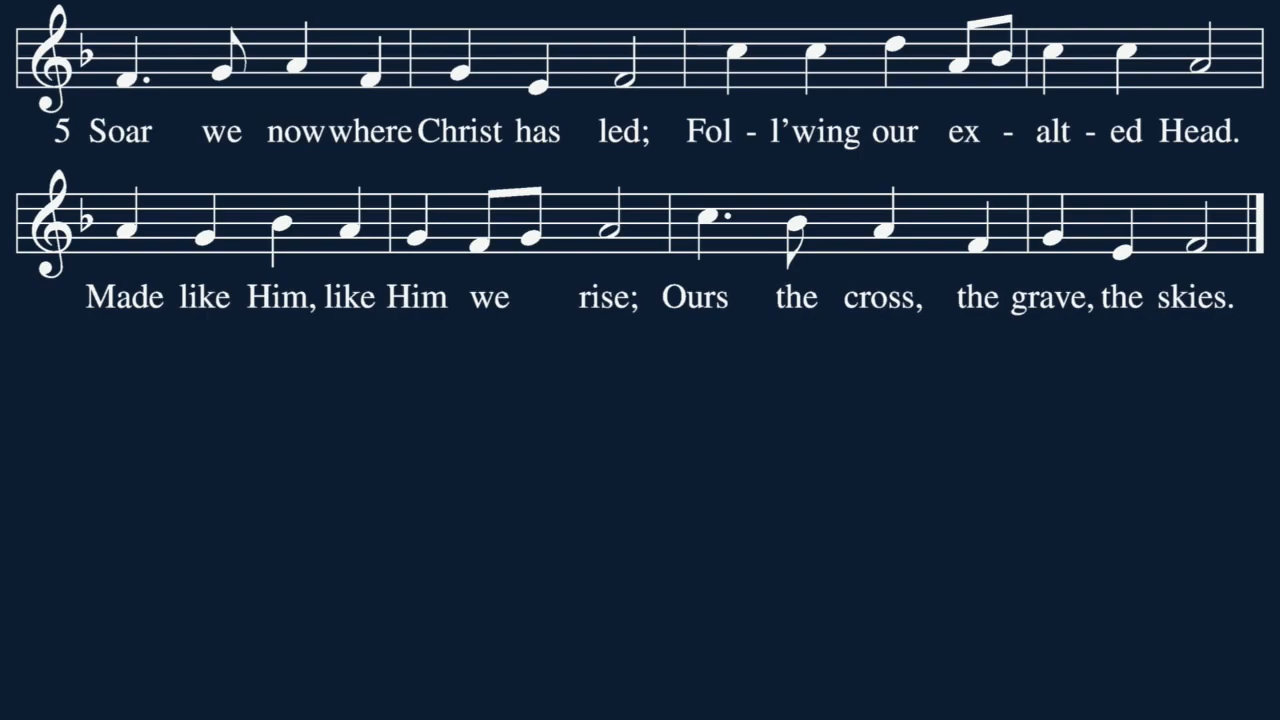 5 Soar we now where Christ has led; Fol - l’wing our ex - alt - ed Head.
Made like Him, like Him we rise; Ours the cross, the grave, the skies.